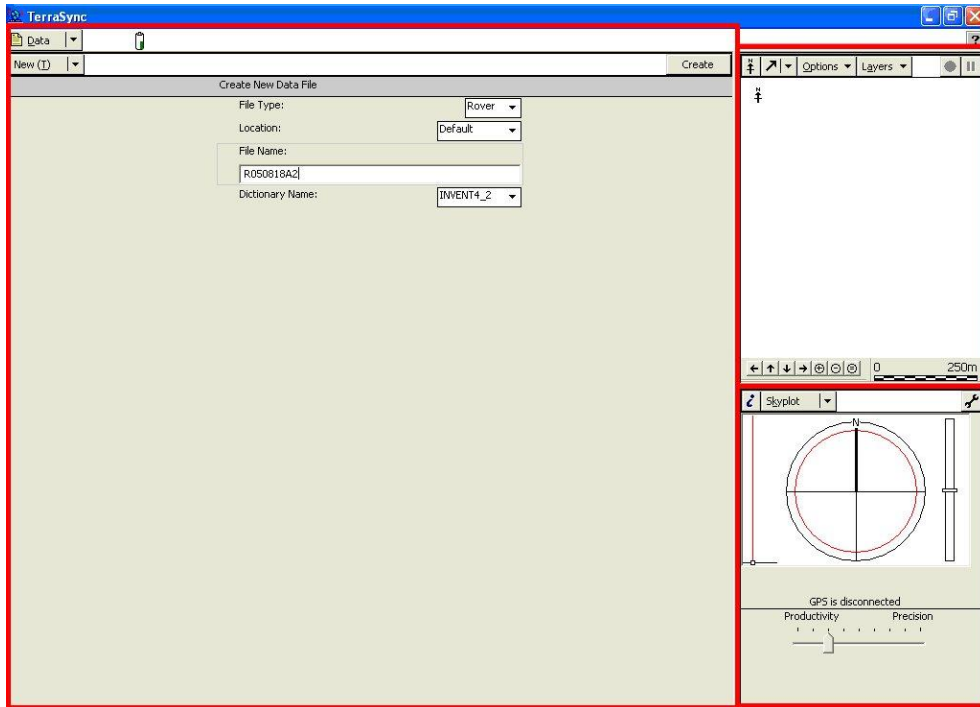 TerraSync
Data
?
New (T)
Create
Create New Data File
File Type:
Rover
Location:
Default
File Name:
R050818A2
Dictionary Name:
INVENT4_2
Options
Layers
N
0 250m
Skyplot
N
GPS is disconnected
Productivity Precision